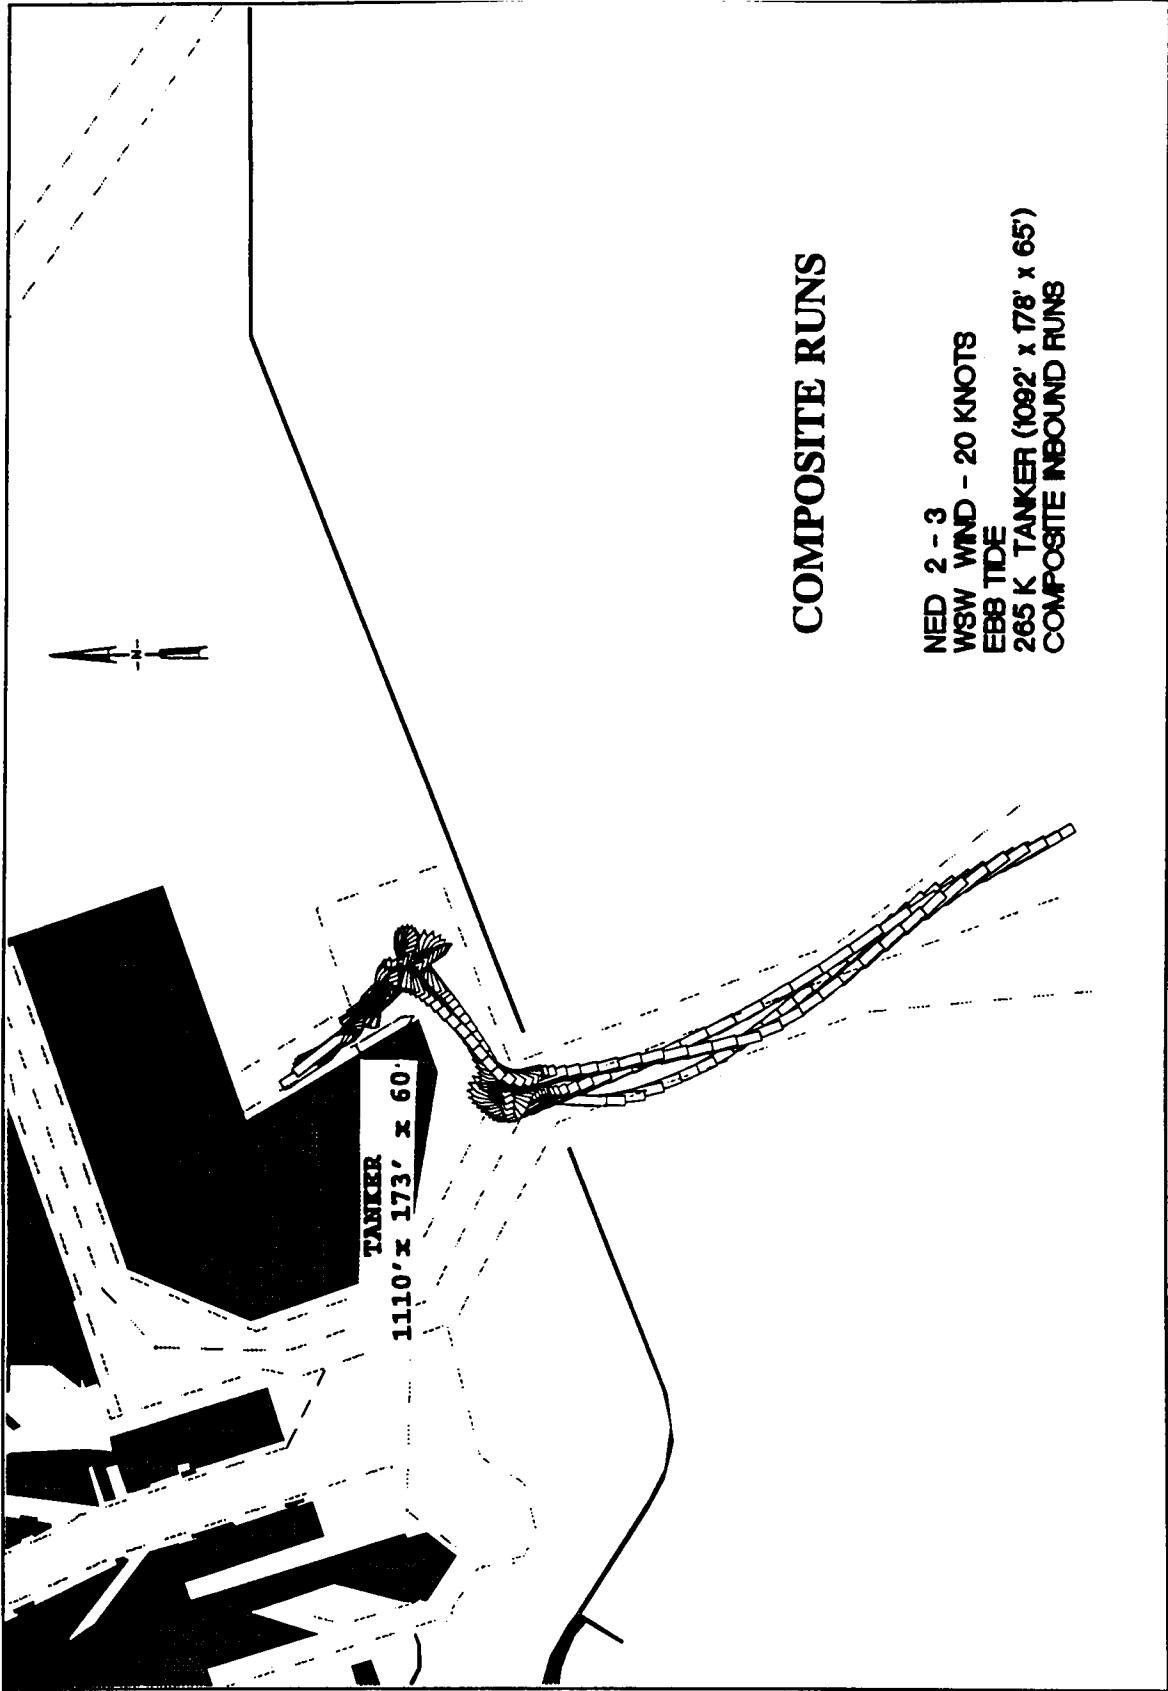 -N-
TANKER
1110' x 173' x 60'
COMPOSITE RUNS
NED 2 - 3
WSW WIND - 20 KNOTS
EBB TIDE
265 K TANKER (1092' x 178' x 65')
COMPOSITE INBOUND RUNS